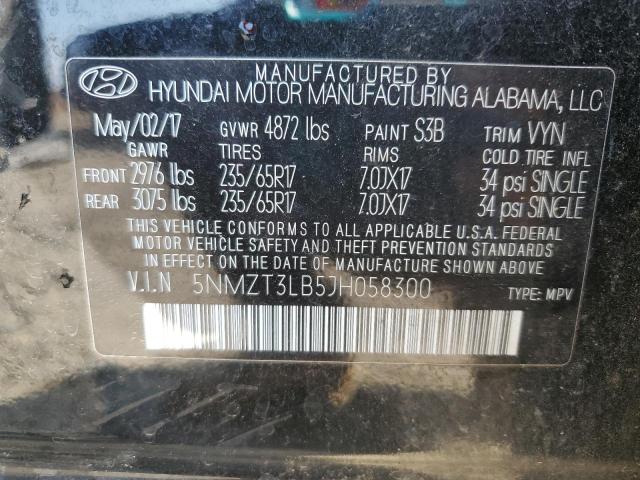 MANUFACTURED BY
HYUNDAI MOTOR MANUFACTURING ALABAMA, LLC
May/02/17 GVWR 4872 lbs PAINT S3B TRIM VYN
GAWR TIRES RIMS COLD TIRE INFL
FRONT 2976 lbs 235/65R17 7.0JX17 34 psi SINGLE
REAR 3075 lbs 235/65R17 7.0JX17 34 psi SINGLE
THIS VEHICLE CONFORMS TO ALL APPLICABLE U.S.A. FEDERAL
MOTOR VEHICLE SAFETY AND THEFT PREVENTION STANDARDS
IN EFFECT ON THE DATE OF MANUFACTURE SHOWN ABOVE.
V.I.N 5NMZT3LB5JH058300 TYPE: MPV